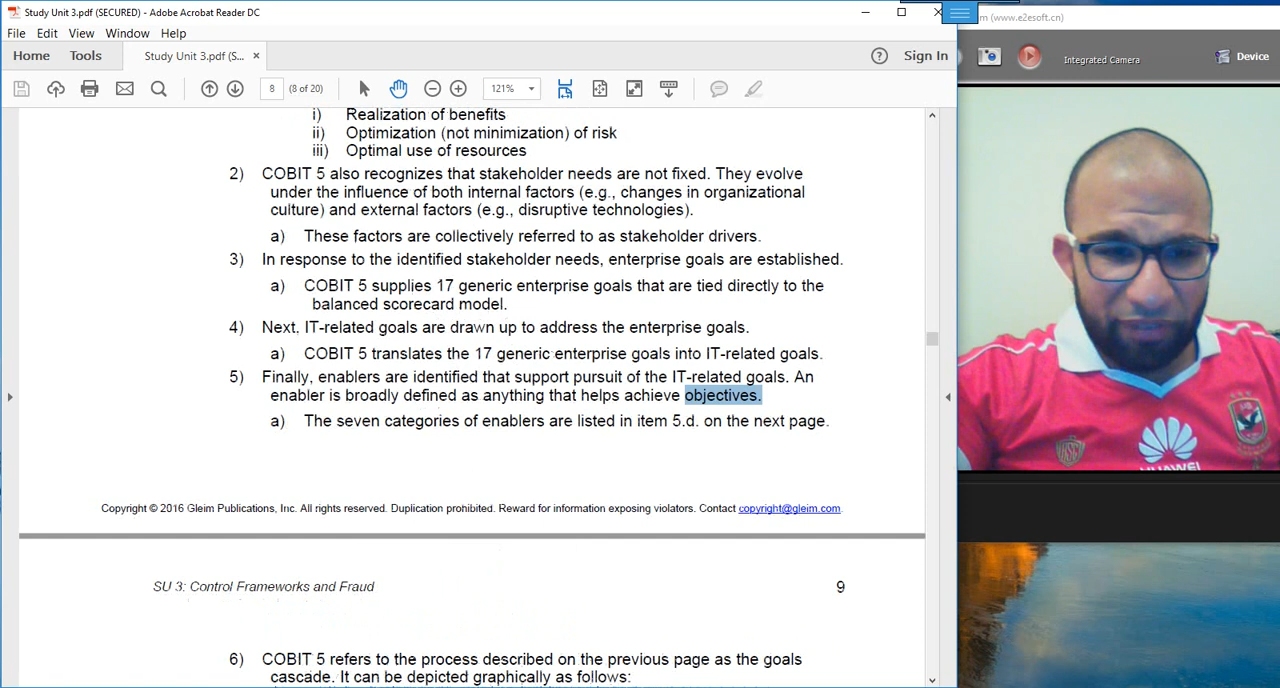 Study Unit 3.pdf (SECURED) - Adobe Acrobat Reader DC
m (www.e2esoft.cn)
File Edit View Window Help
Home Tools Study Unit 3.pdf (S... × Sign In
Integrated Camera Device
8 (8 of 20) 121%
i) Realization of benefits
ii) Optimization (not minimization) of risk
iii) Optimal use of resources
2) COBIT 5 also recognizes that stakeholder needs are not fixed. They evolve
under the influence of both internal factors (e.g., changes in organizational
culture) and external factors (e.g., disruptive technologies).
a) These factors are collectively referred to as stakeholder drivers.
3) In response to the identified stakeholder needs, enterprise goals are established.
a) COBIT 5 supplies 17 generic enterprise goals that are tied directly to the
balanced scorecard model.
4) Next, IT-related goals are drawn up to address the enterprise goals.
a) COBIT 5 translates the 17 generic enterprise goals into IT-related goals.
5) Finally, enablers are identified that support pursuit of the IT-related goals. An
enabler is broadly defined as anything that helps achieve objectives.
a) The seven categories of enablers are listed in item 5.d. on the next page.
HUAWEI
Copyright © 2016 Gleim Publications, Inc. All rights reserved. Duplication prohibited. Reward for information exposing violators. Contact copyright@gleim.com.
SU 3: Control Frameworks and Fraud 9
6) COBIT 5 refers to the process described on the previous page as the goals
cascade. It can be depicted graphically as follows: